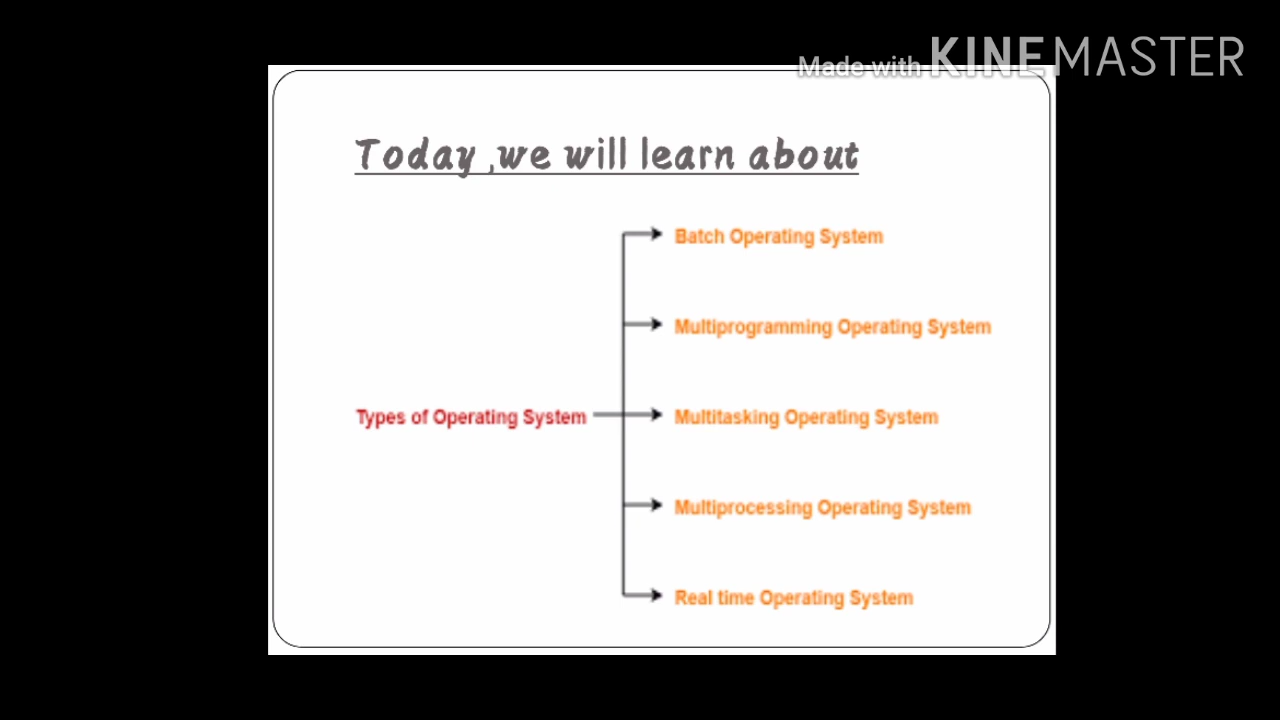 Made with KINEMASTER
Today ,we will learn about
Batch Operating System
Multiprogramming Operating System
Types of Operating System
Multitasking Operating System
Multiprocessing Operating System
Real time Operating System